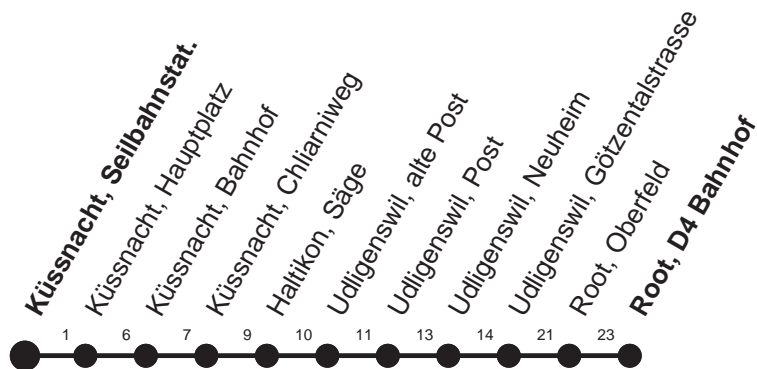 Küssnacht, Seilbahnstat.
Küssnacht, Hauptplatz
Küssnacht, Bahnhof
Küssnacht, Chliarniweg
Haltikon, Säge
Udligenswil, alte Post
Udligenswil, Post
Udligenswil, Neuheim
Udligenswil, Götzentalstrasse
Root, Oberfeld
Root, D4 Bahnhof
1 6 7 9 10 11 13 14 21 23